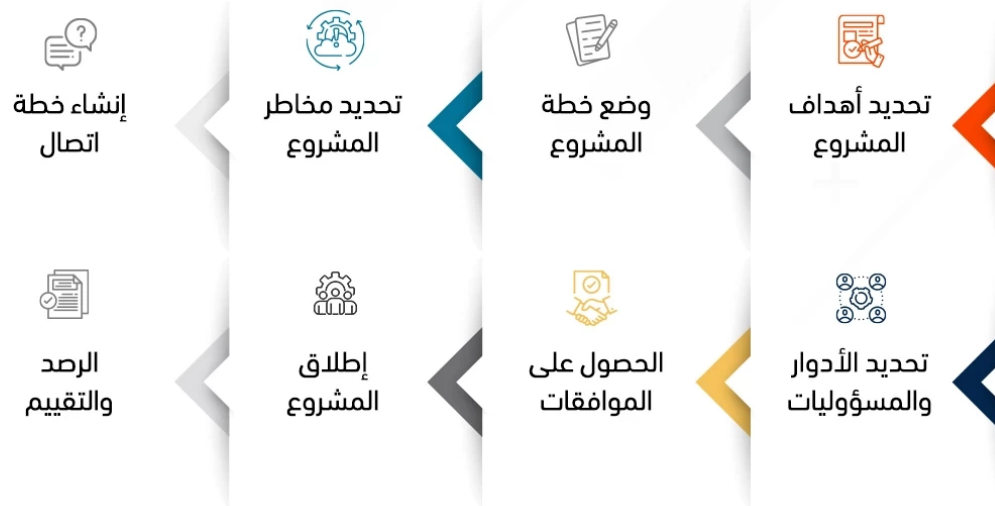 تحديد أهداف
المشروع
وضع خطة
المشروع
تحديد مخاطر
المشروع
إنشاء خطة
اتصال
تحديد الأدوار
والمسؤوليات
الحصول على
الموافقات
إطلاق
المشروع
الرصد
والتقييم